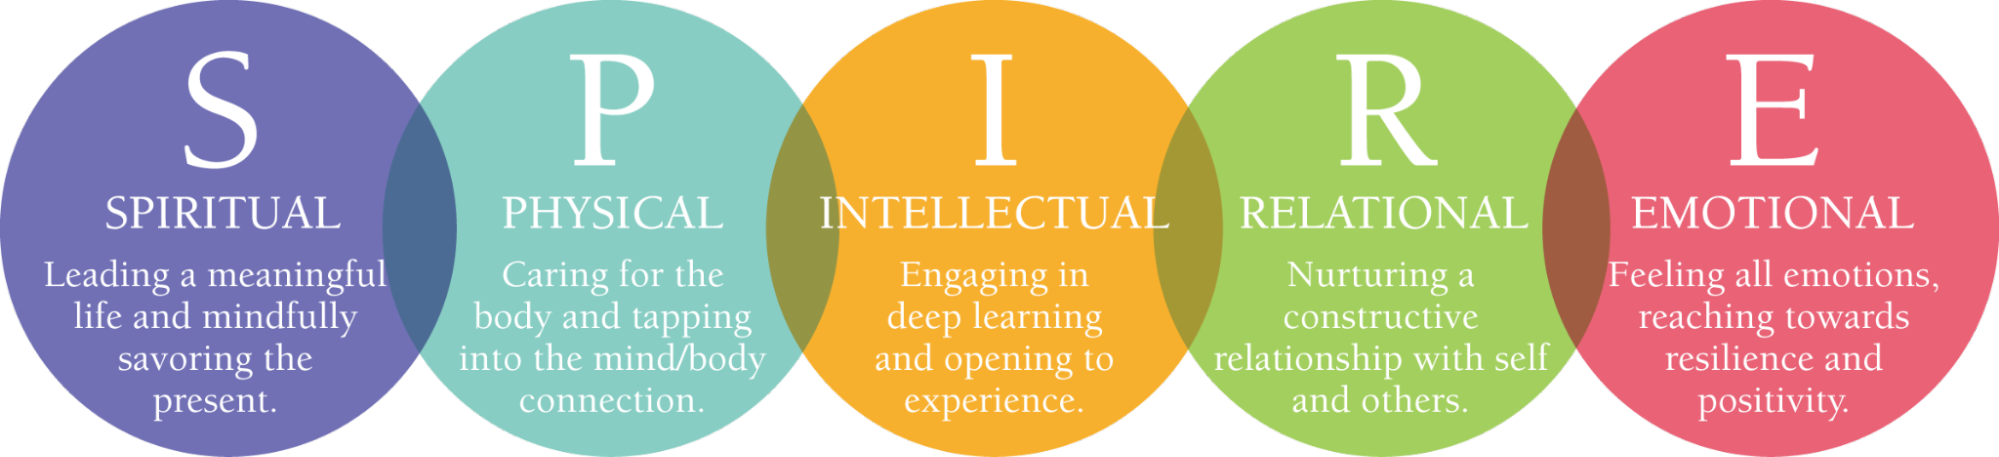 S
SPIRITUAL
Leading a meaningful
life and mindfully
savoring the
present.
P
PHYSICAL
Caring for the
body and tapping
into the mind/body
connection.
I
INTELLECTUAL
Engaging in
deep learning
and opening to
experience.
R
RELATIONAL
Nurturing a
constructive
relationship with self
and others.
E
EMOTIONAL
Feeling all emotions,
reaching towards
resilience and
positivity.